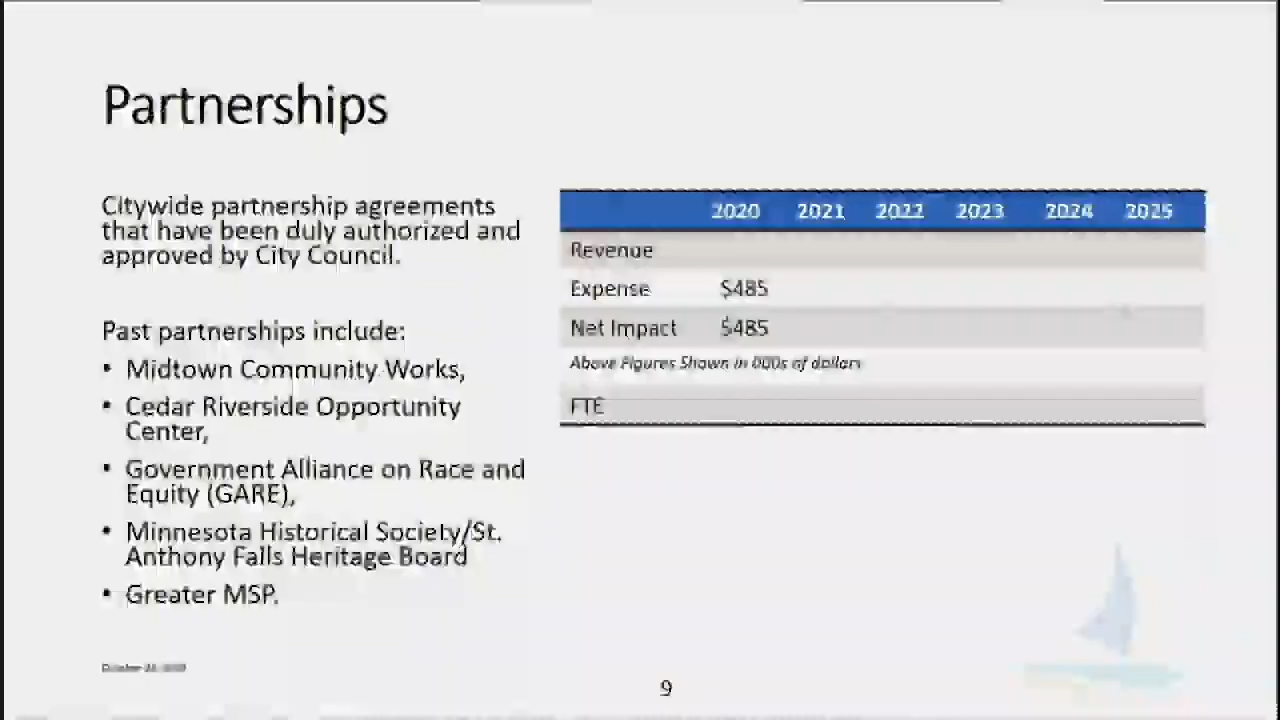 Partnerships
Citywide partnership agreements
that have been duly authorized and
approved by City Council.
Past partnerships include:
• Midtown Community Works,
• Cedar Riverside Opportunity
Center,
• Government Alliance on Race and
Equity (GARE),
• Minnesota Historical Society/St.
Anthony Falls Heritage Board
• Greater MSP.
2020 2021 2022 2023 2024 2025
Revenue
Expense $485
Net Impact $485
Above Figures Shown in 000s of dollars
FTE
October
9